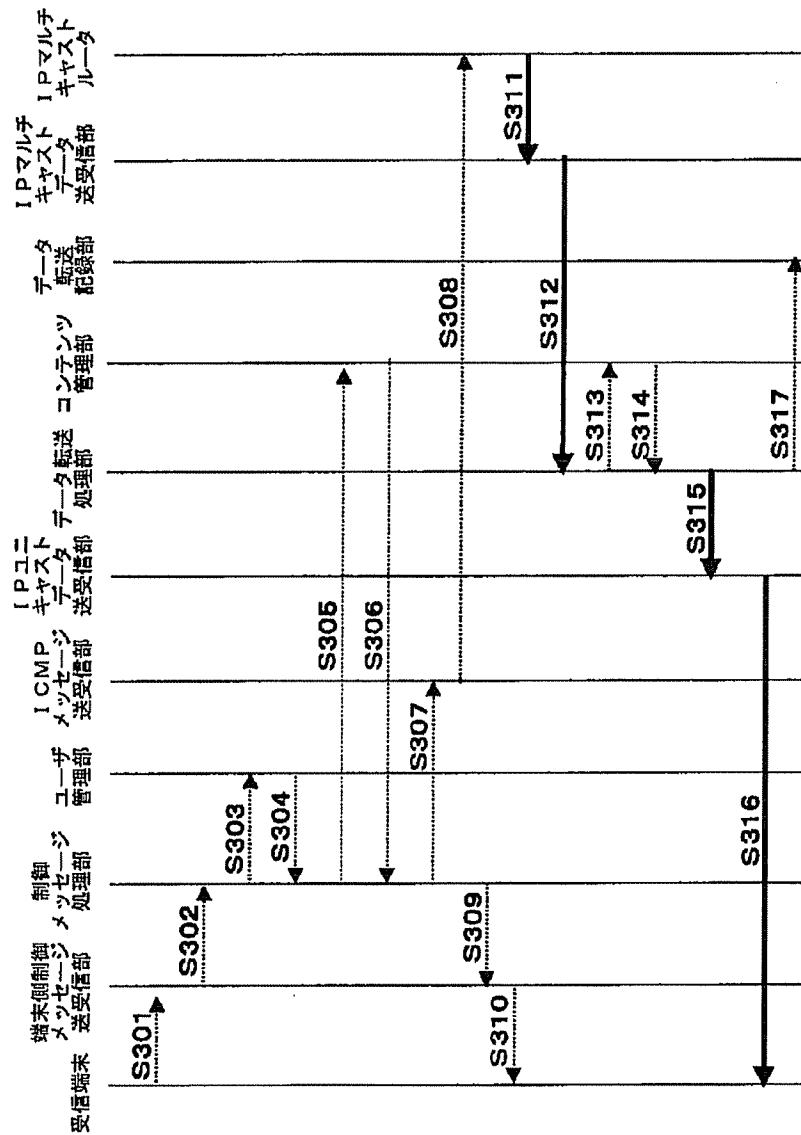 受信端末
端末側制御
メッセージ
送受信部
制御
メッセージ
処理部
ユーザ
管理部
ICMP
メッセージ
送受信部
IPユニ
キャスト
データ
送受信部
データ転送
処理部
コンテンツ
管理部
データ
転送
記録部
IPマルチ
キャスト
データ
送受信部
IPマルチ
キャスト
ルータ
S301
S302
S303
S304
S305
S306
S307
S308
S309
S310
S311
S312
S313
S314
S315
S316
S317